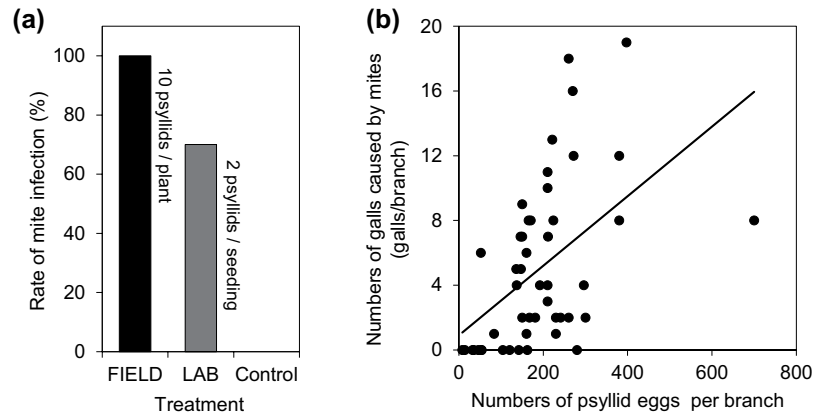 (a)
Rate of mite infection (%)
100
80
60
40
20
0
10 psyllids / plant
2 psyllids / seeding
FIELD LAB Control
Treatment
(b)
Numbers of galls caused by mites
(galls/branch)
20
16
12
8
4
0
0 200 400 600 800
Numbers of psyllid eggs per branch